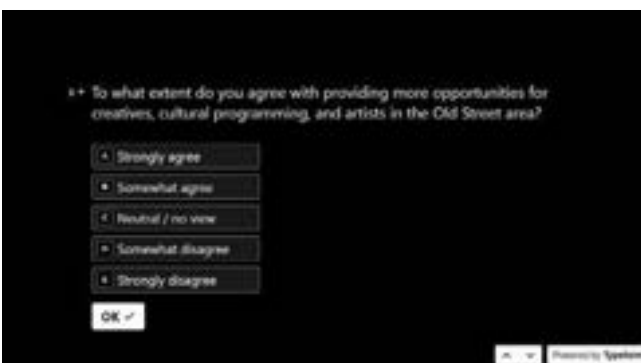 To what extent do you agree with providing more opportunities for
creatives, cultural programming, and artists in the Old Street area?
A Strongly agree
B Somewhat agree
C Neutral / no view
D Somewhat disagree
E Strongly disagree
OK ✓
Powered by Typeform